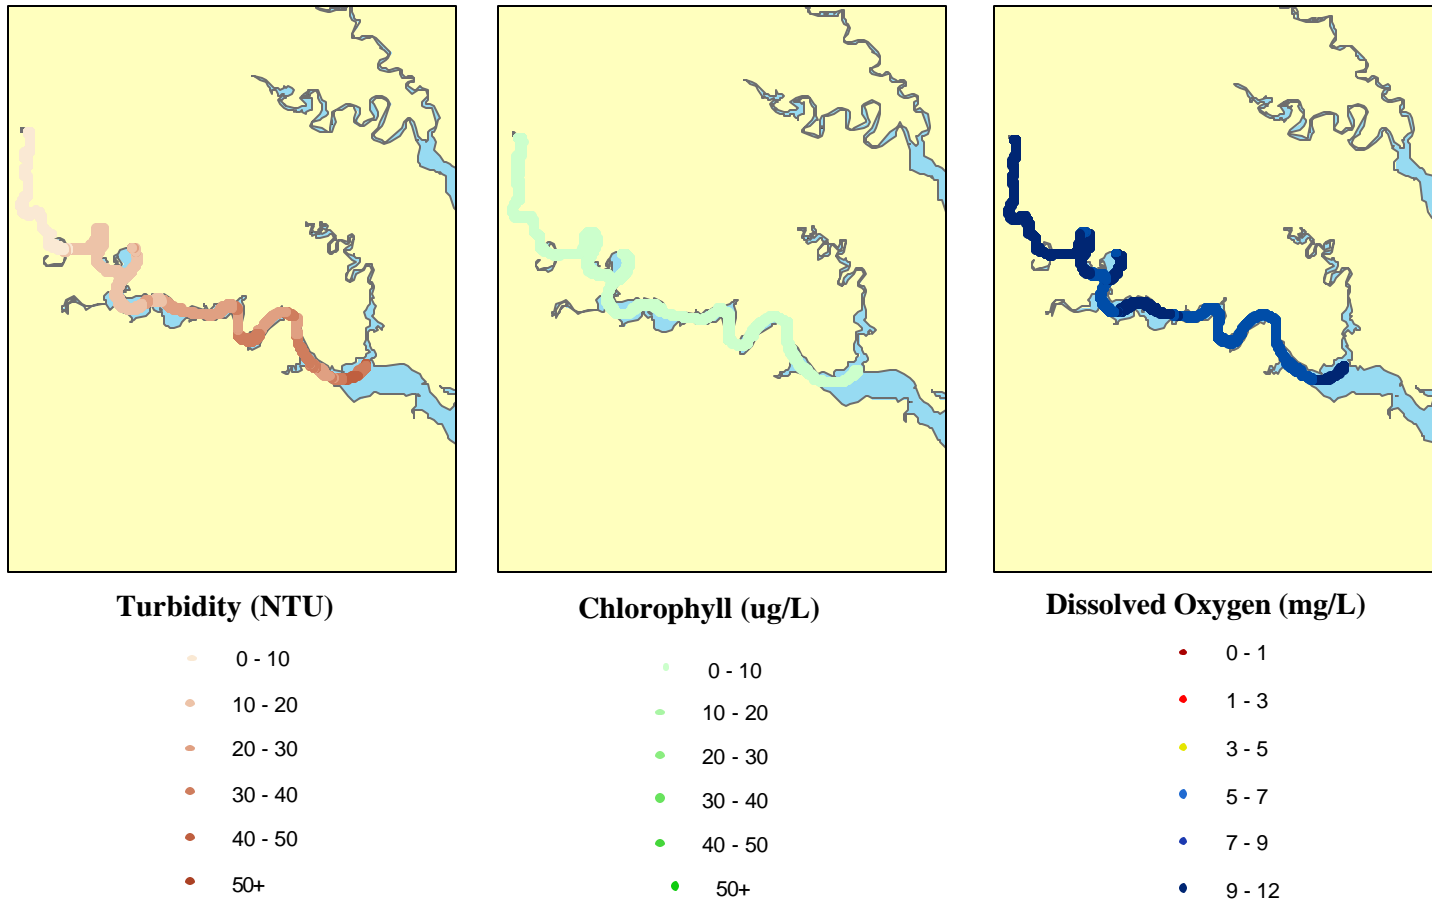 Turbidity (NTU)
0 - 10
10 - 20
20 - 30
30 - 40
40 - 50
50+
Chlorophyll (ug/L)
0 - 10
10 - 20
20 - 30
30 - 40
40 - 50
50+
Dissolved Oxygen (mg/L)
0 - 1
1 - 3
3 - 5
5 - 7
7 - 9
9 - 12